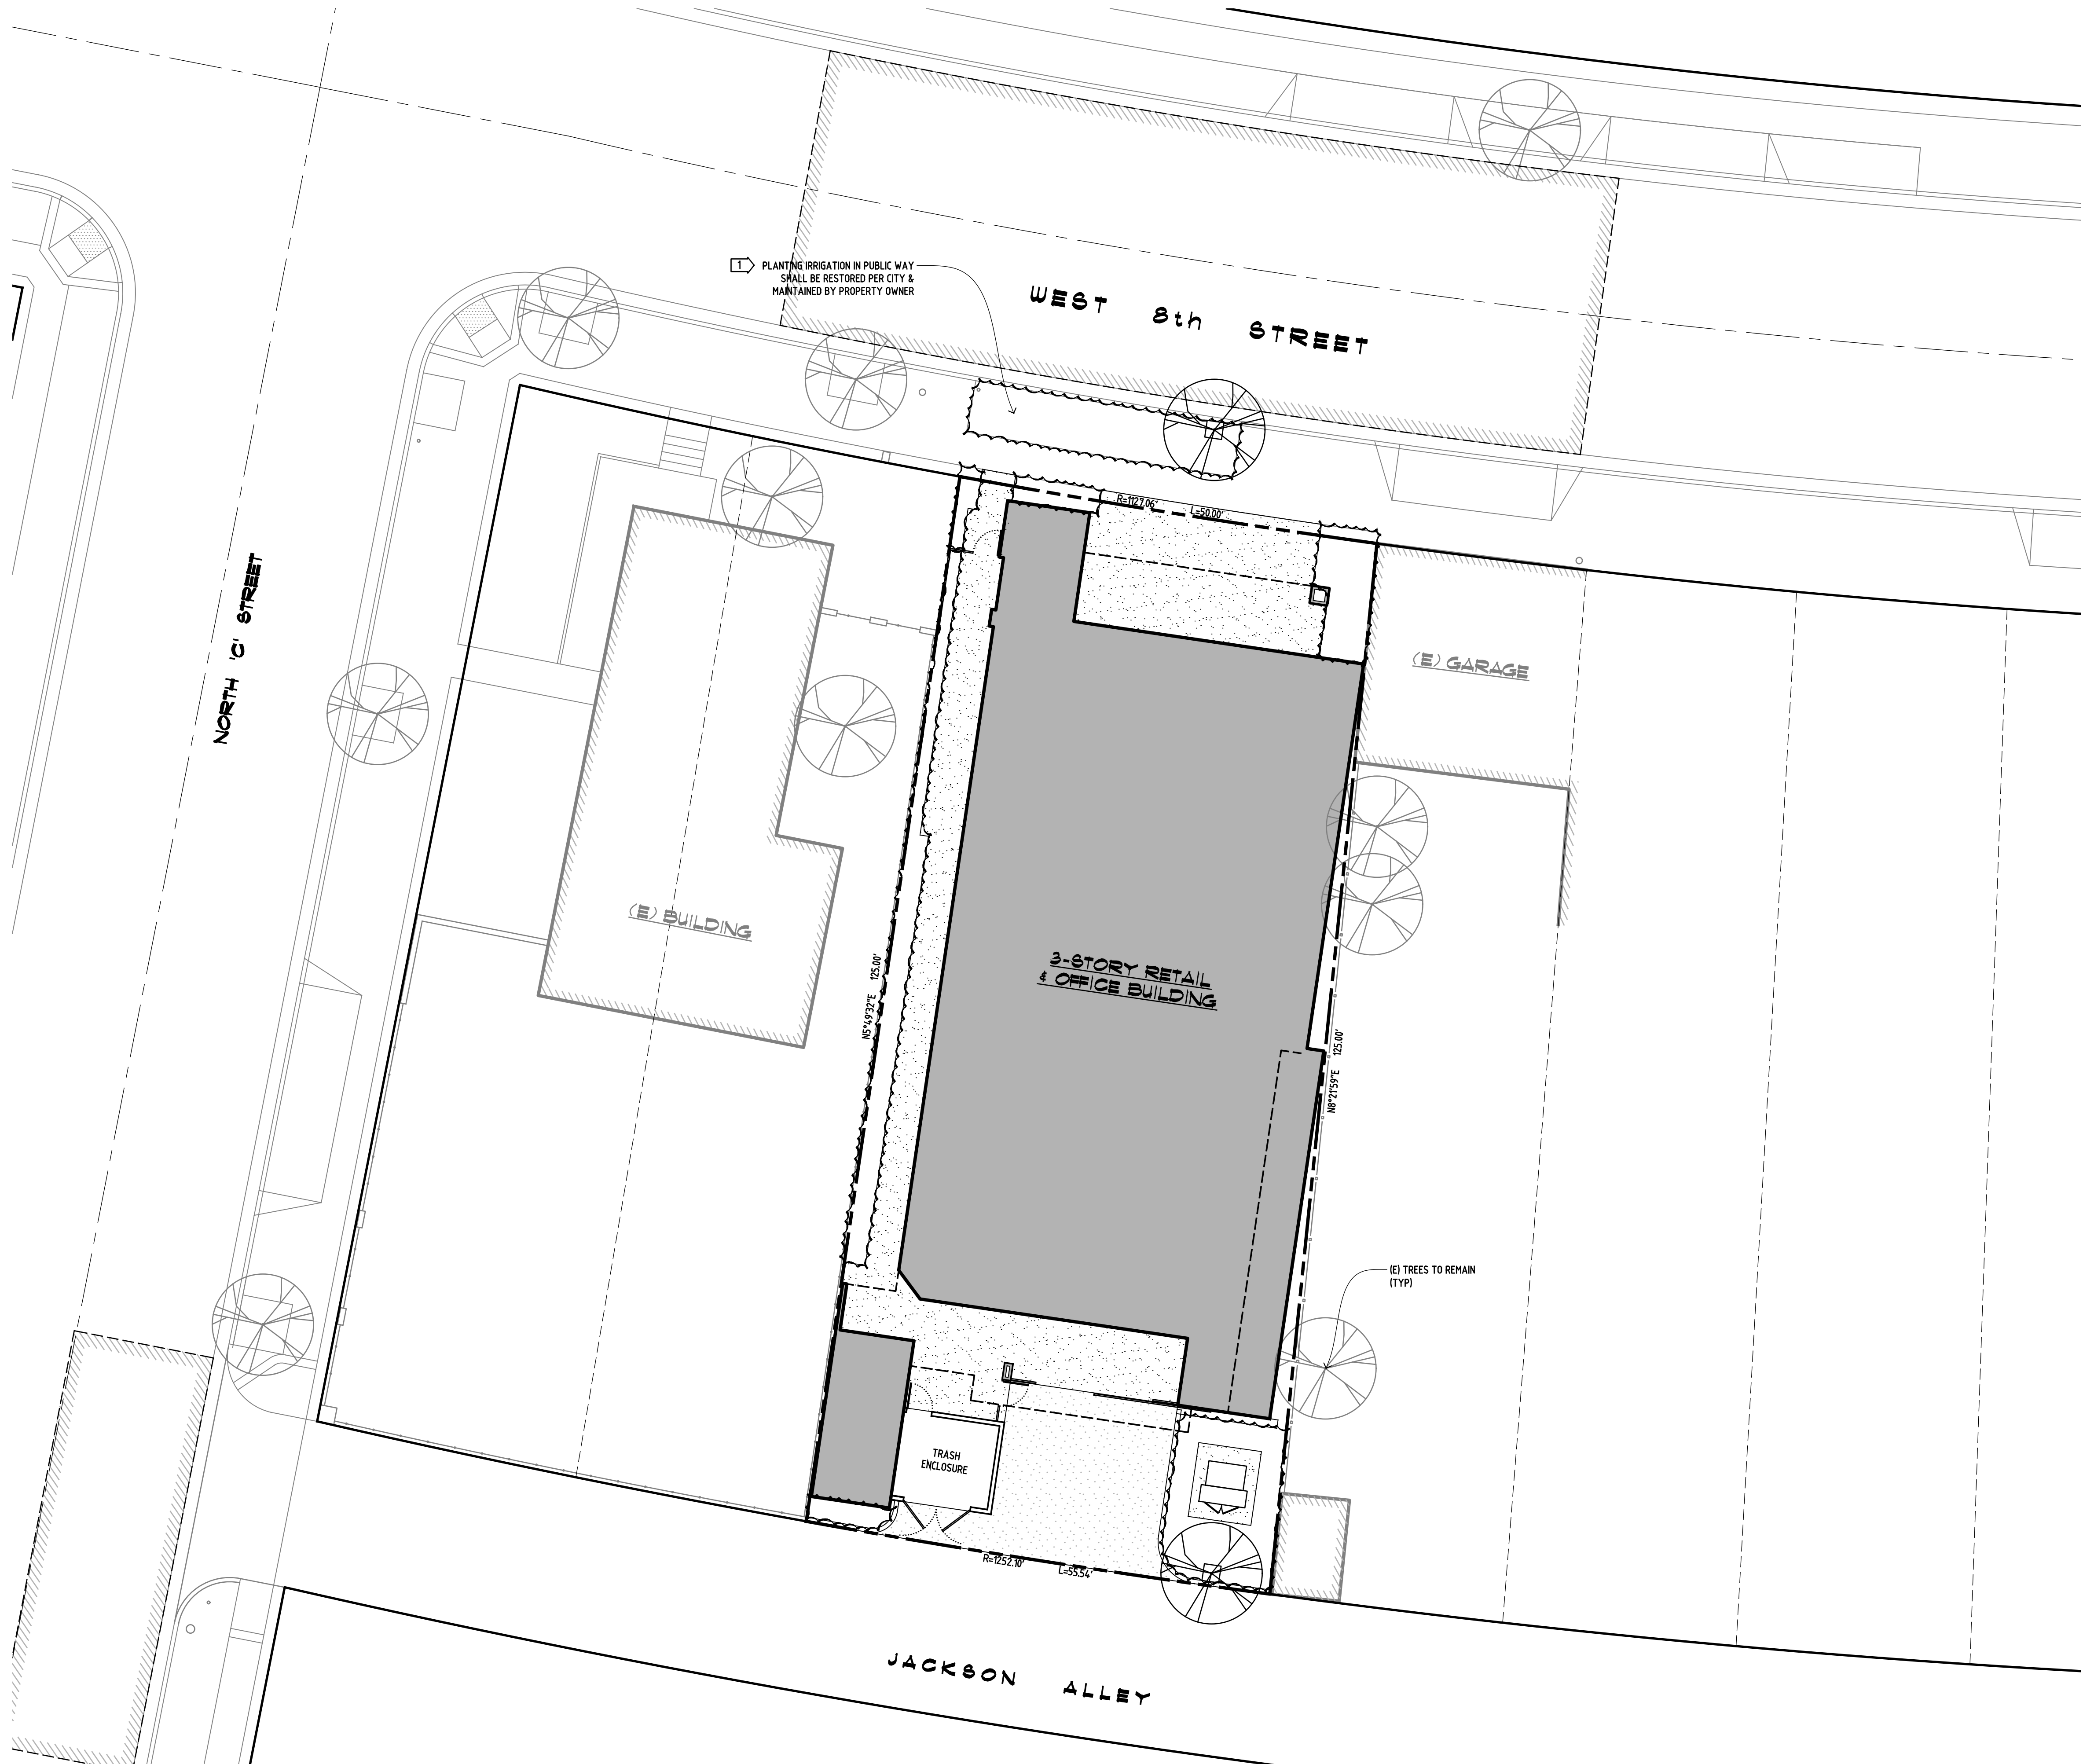 1
PLANTING IRRIGATION IN PUBLIC WAY
SHALL BE RESTORED PER CITY &
MAINTAINED BY PROPERTY OWNER
WEST 8th STREET
R=1127.06'
L=50.00'
NORTH 'C' STREET
(E) GARAGE
(E) BUILDING
3-STORY RETAIL
& OFFICE BUILDING
N5°49'32"E 125.00'
N8°21'59"E 125.00'
(E) TREES TO REMAIN
(TYP)
TRASH
ENCLOSURE
R=1252.10'
L=55.54'
JACKSON ALLEY